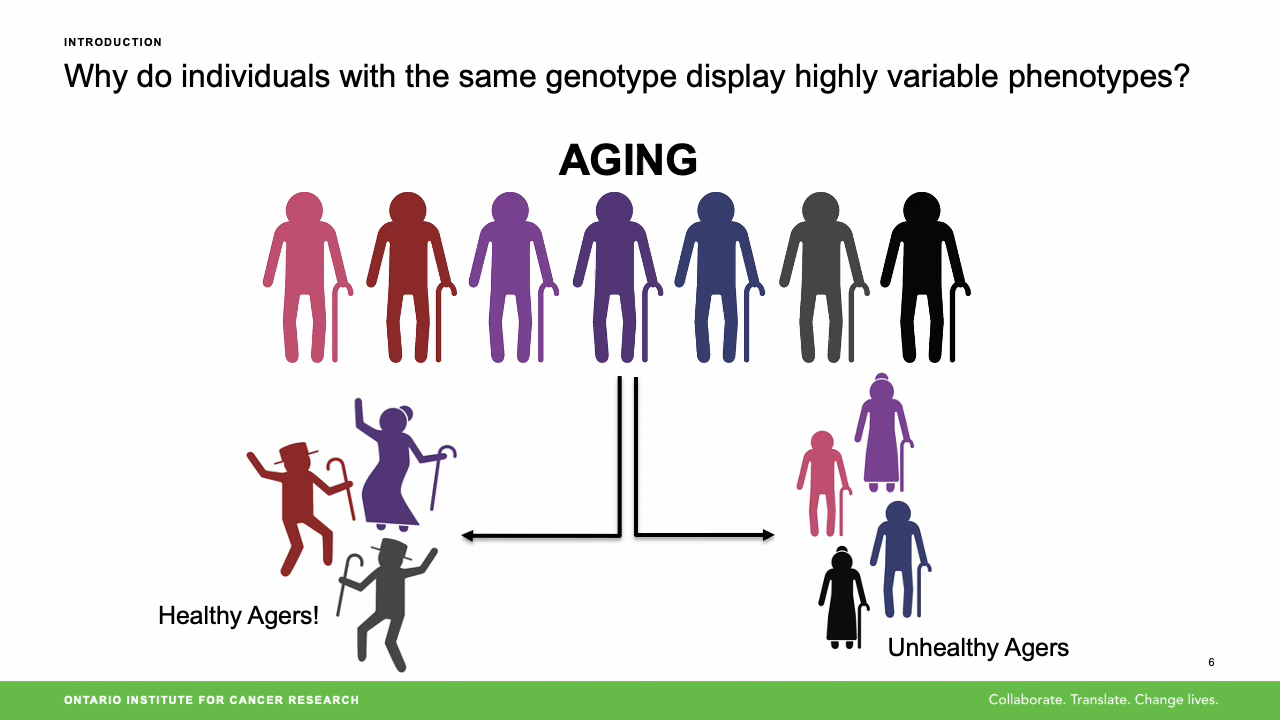 INTRODUCTION
Why do individuals with the same genotype display highly variable phenotypes?
AGING
Healthy Agers!
Unhealthy Agers
6
ONTARIO INSTITUTE FOR CANCER RESEARCH
Collaborate. Translate. Change lives.